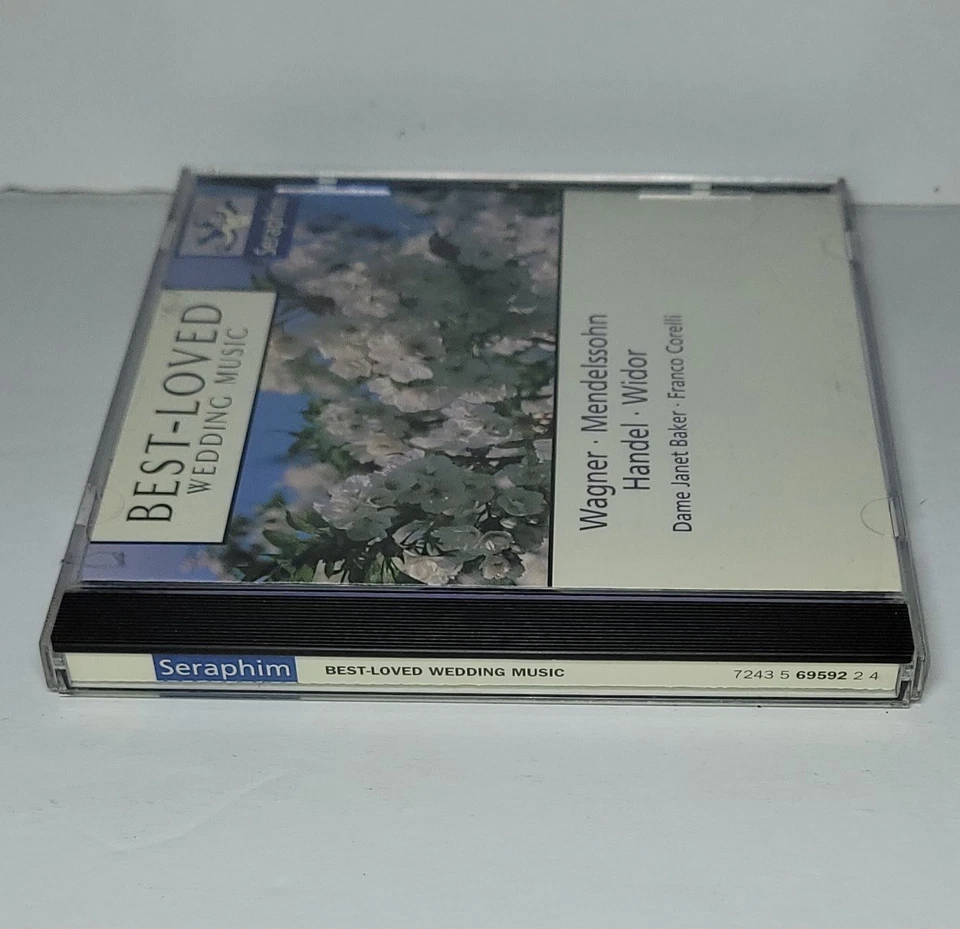 Seraphim
BEST-LOVED
WEDDING MUSIC
Wagner · Mendelssohn
Handel · Widor
Dame Janet Baker · Franco Corelli
Seraphim BEST-LOVED WEDDING MUSIC 7243 5 69592 2 4